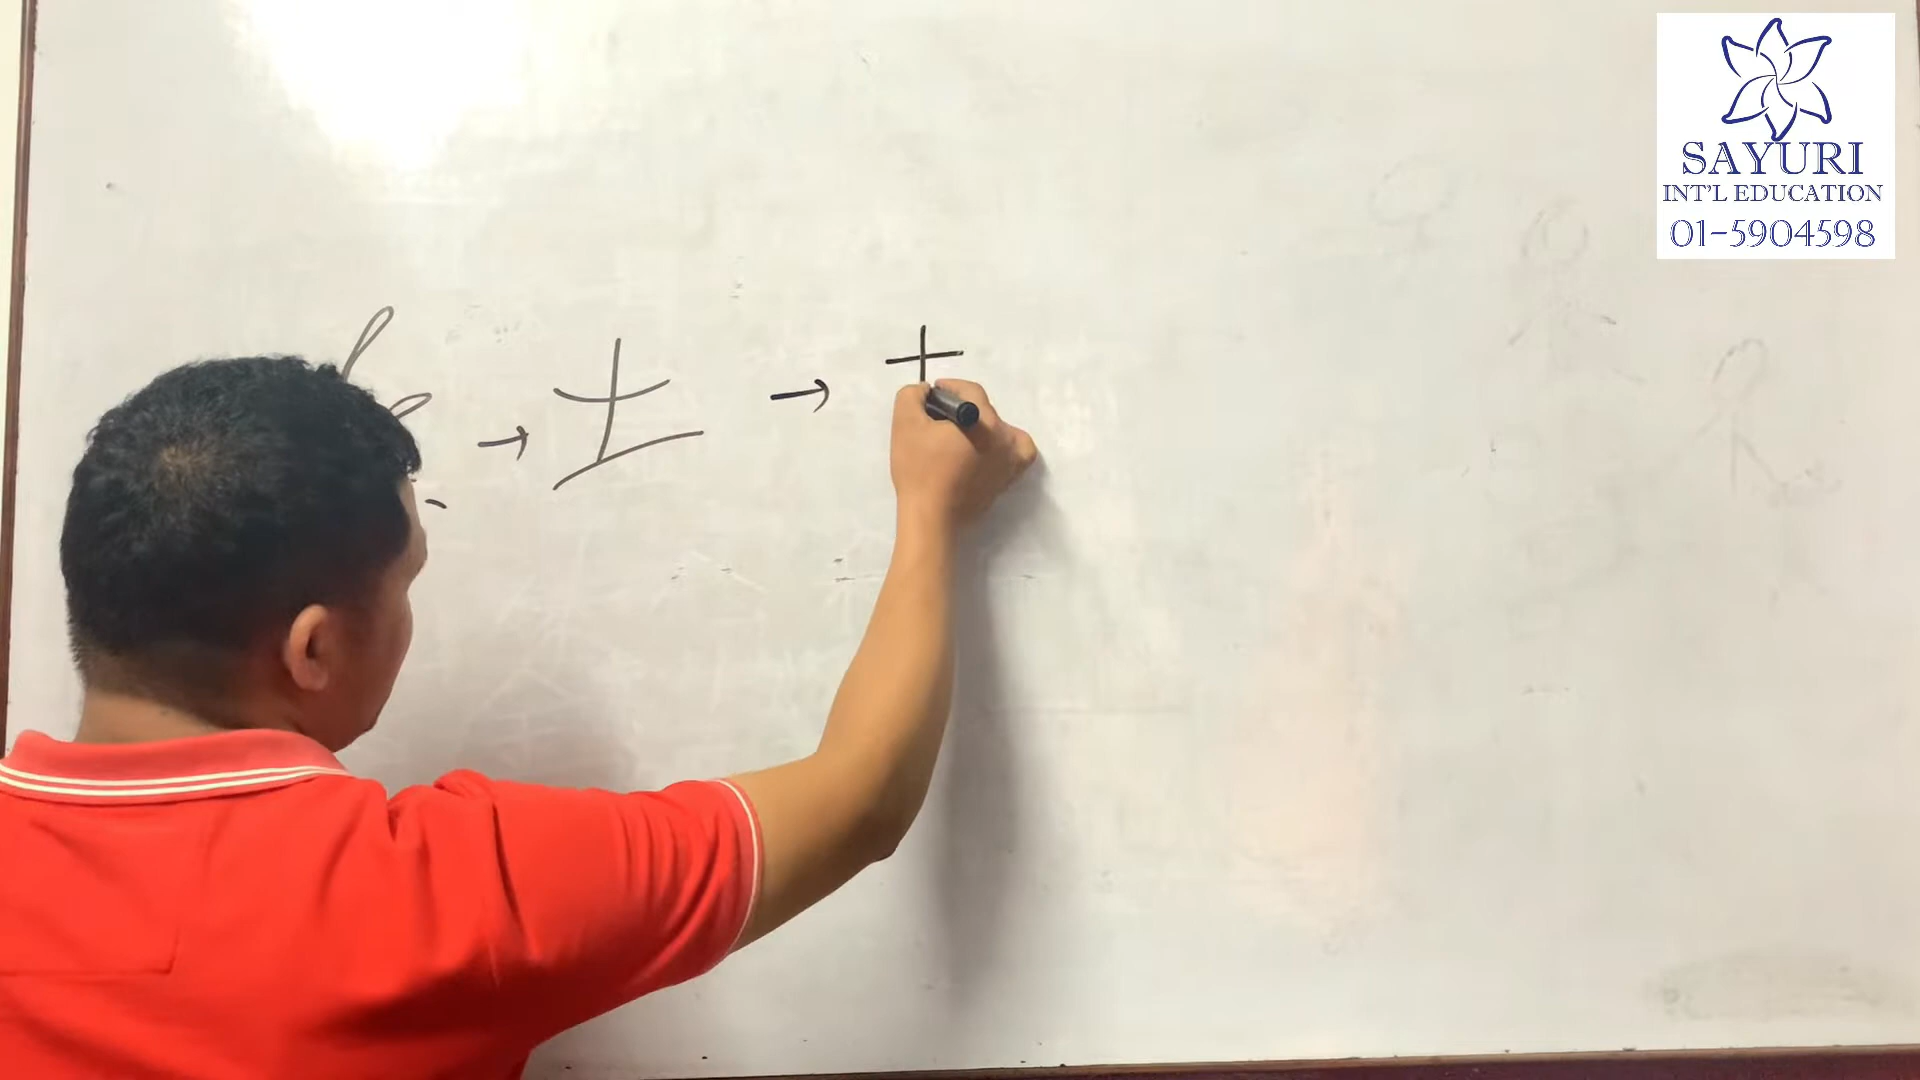 → 土 → 十
SAYURI
INT'L EDUCATION
01-5904598